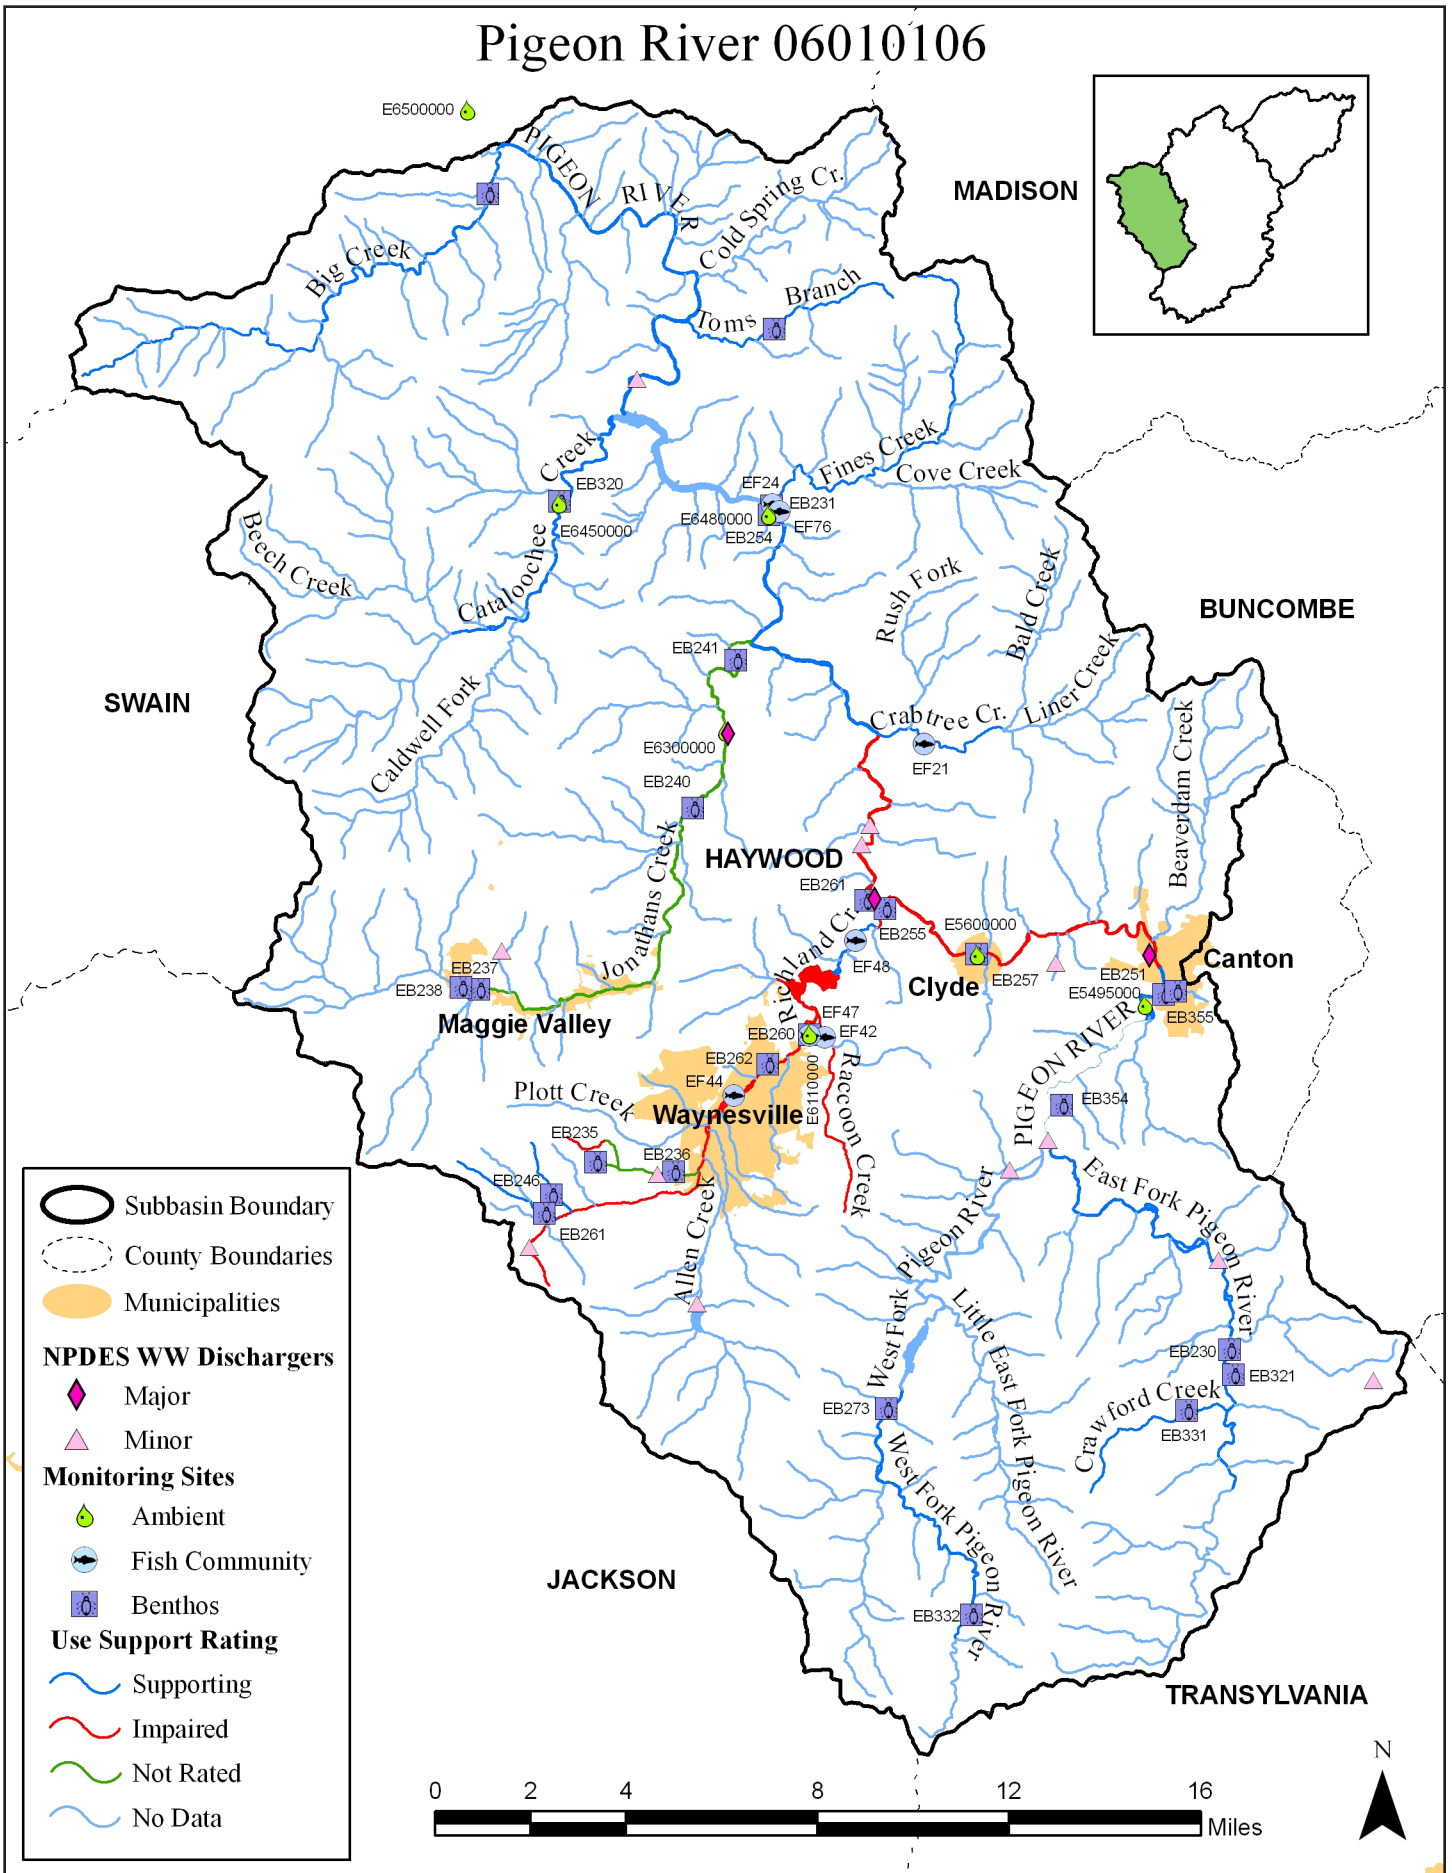 Pigeon River 06010106
E6500000
PIGEON
RIVER
Cold Spring Cr.
MADISON
Big Creek
Toms
Branch
Creek
Fines Creek
Cove Creek
EB320
E6450000
EF24
EB231
E6480000
EF76
EB254
Beech Creek
Cataloochee
Rush Fork
Bald Creek
BUNCOMBE
EB241
SWAIN
Caldwell Fork
Crabtree Cr.
Liner Creek
EF21
Beaverdam Creek
E6300000
EB240
Jonathans Creek
HAYWOOD
EB261
Richland Cr.
EB255
E5600000
EF48
EB257
Clyde
EB251
Canton
E5495000
EB355
EB237
EB238
Maggie Valley
EF47
EB260
EF42
EB262
EF44
E6110000
Raccoon Creek
PIGEON RIVER
EB354
Plott Creek
Waynesville
EB235
EB236
EB246
EB261
Allen Creek
Pigeon River
East Fork Pigeon River
West Fork
Little East Fork Pigeon River
EB230
EB321
Crawford Creek
EB331
EB273
West Fork Pigeon River
EB332
JACKSON
TRANSYLVANIA
Subbasin Boundary
County Boundaries
Municipalities
NPDES WW Dischargers
Major
Minor
Monitoring Sites
Ambient
Fish Community
Benthos
Use Support Rating
Supporting
Impaired
Not Rated
No Data
0 2 4 8 12 16
Miles
N